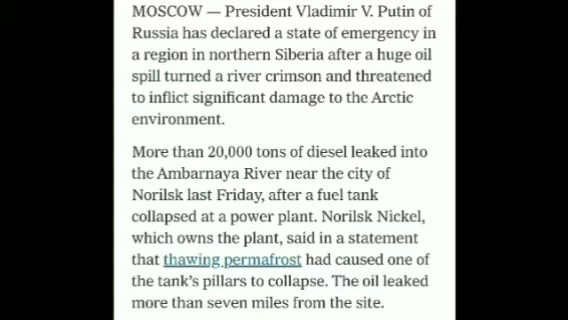 MOSCOW — President Vladimir V. Putin of
Russia has declared a state of emergency in
a region in northern Siberia after a huge oil
spill turned a river crimson and threatened
to inflict significant damage to the Arctic
environment.
More than 20,000 tons of diesel leaked into
the Ambarnaya River near the city of
Norilsk last Friday, after a fuel tank
collapsed at a power plant. Norilsk Nickel,
which owns the plant, said in a statement
that thawing permafrost had caused one of
the tank's pillars to collapse. The oil leaked
more than seven miles from the site.